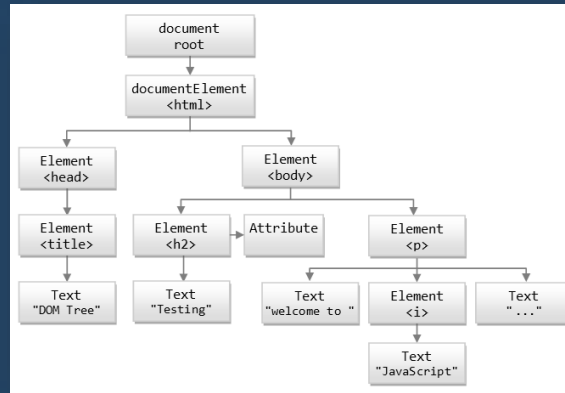 document
root
documentElement
<html>
Element
<head>
Element
<body>
Element
<title>
Element
<h2>
Attribute
Element
<p>
Text
"DOM Tree"
Text
"Testing"
Text
"welcome to "
Element
<i>
Text
"..."
Text
"JavaScript"